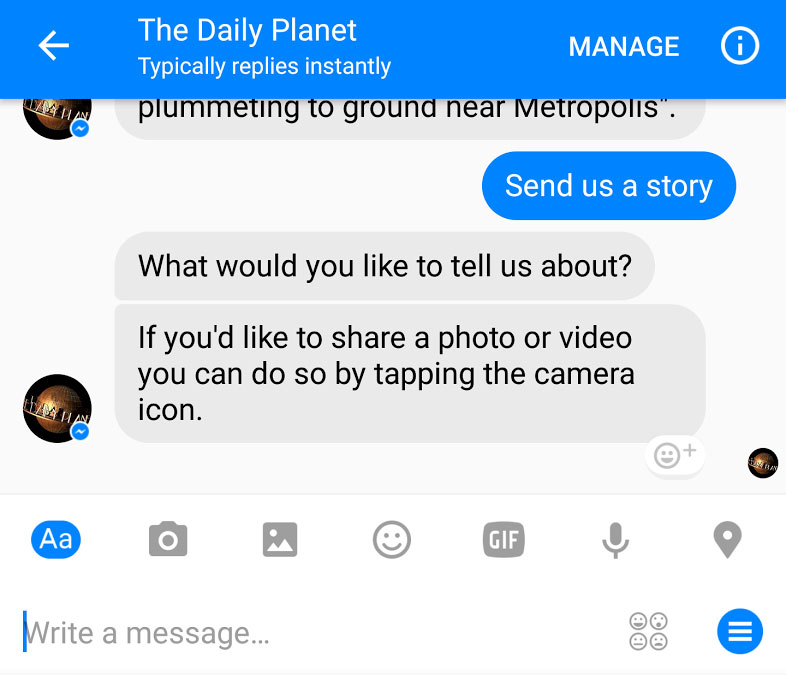 The Daily Planet
Typically replies instantly
MANAGE
plummeting to ground near Metropolis".
Send us a story
What would you like to tell us about?
If you'd like to share a photo or video
you can do so by tapping the camera
icon.
Aa
GIF
Write a message...